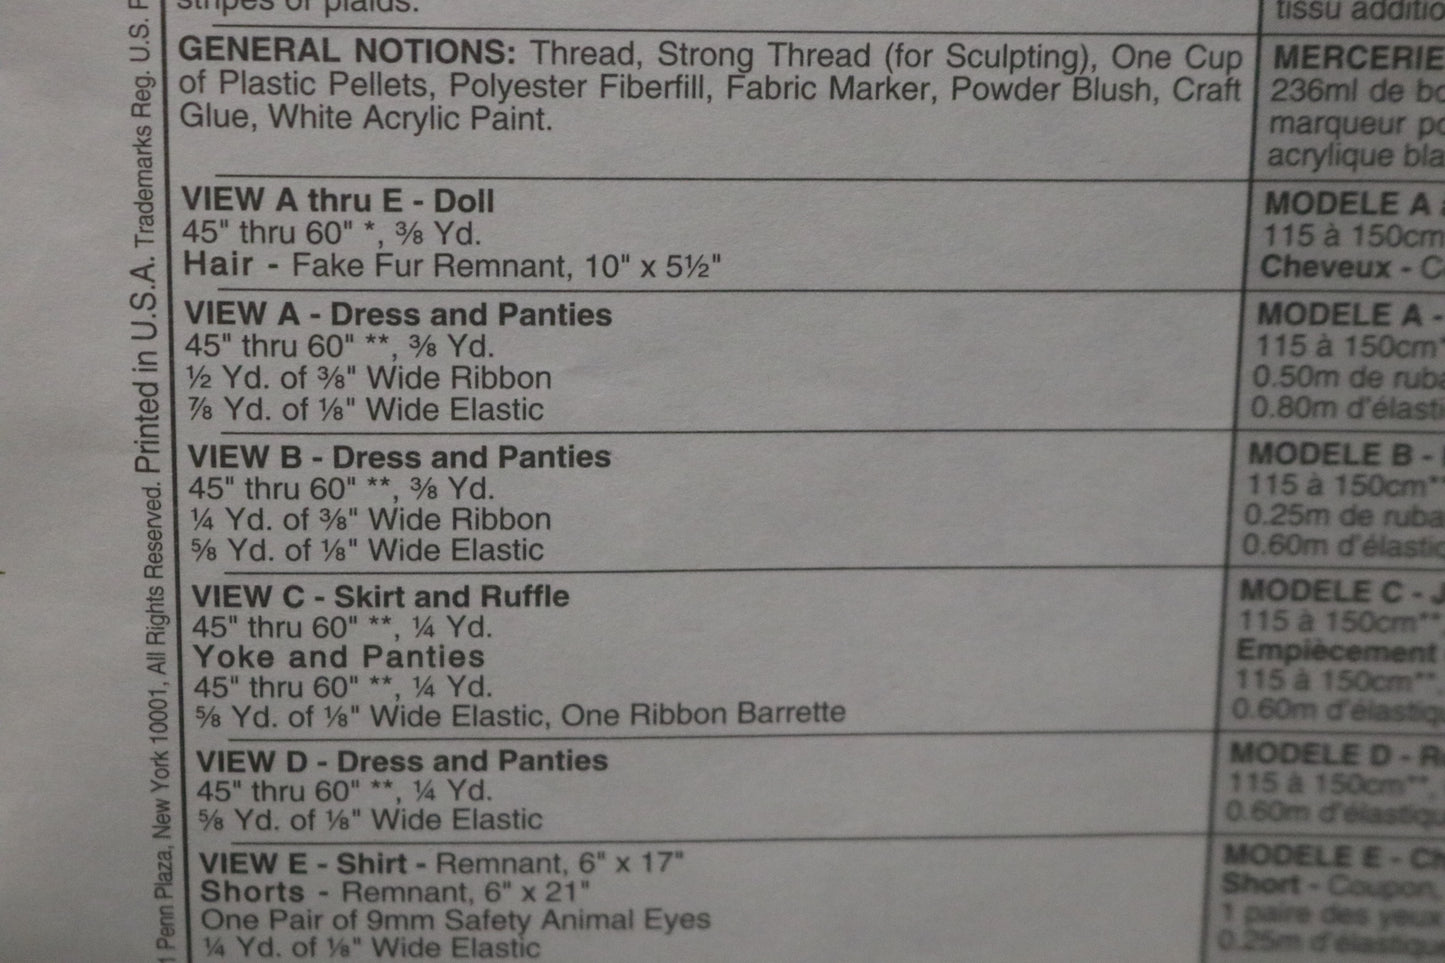 stripes or plaids.
GENERAL NOTIONS: Thread, Strong Thread (for Sculpting), One Cup
of Plastic Pellets, Polyester Fiberfill, Fabric Marker, Powder Blush, Craft
Glue, White Acrylic Paint.
VIEW A thru E - Doll
45" thru 60" *, ⅜ Yd.
Hair - Fake Fur Remnant, 10" x 5½"
VIEW A - Dress and Panties
45" thru 60" **, ⅜ Yd.
½ Yd. of ⅜" Wide Ribbon
⅞ Yd. of ⅛" Wide Elastic
VIEW B - Dress and Panties
45" thru 60" **, ⅜ Yd.
¼ Yd. of ⅜" Wide Ribbon
⅝ Yd. of ⅛" Wide Elastic
VIEW C - Skirt and Ruffle
45" thru 60" **, ¼ Yd.
Yoke and Panties
45" thru 60" **, ¼ Yd.
⅝ Yd. of ⅛" Wide Elastic, One Ribbon Barrette
VIEW D - Dress and Panties
45" thru 60" **, ¼ Yd.
⅝ Yd. of ⅛" Wide Elastic
VIEW E - Shirt - Remnant, 6" x 17"
Shorts - Remnant, 6" x 21"
One Pair of 9mm Safety Animal Eyes
¼ Yd. of ⅛" Wide Elastic
tissu additio
MERCERIE
236ml de bo
marqueur po
acrylique bla
MODELE A
115 à 150cm
Cheveux - C
MODELE A -
115 à 150cm*
0.50m de ruba
0.80m d'élasti
MODELE B -
115 à 150cm**
0.25m de ruba
0.60m d'élastic
MODELE C - J
115 à 150cm**
Empiècement
115 à 150cm**,
0.60m d'élastiq
MODELE D - R
115 à 150cm**,
0.60m d'élastiqu
MODELE E - Ch
Short - Coupon,
1 paire des yeux
0.25m d'élastique
1 Penn Plaza, New York 10001, All Rights Reserved. Printed in U.S.A. Trademarks Reg. U.S. P